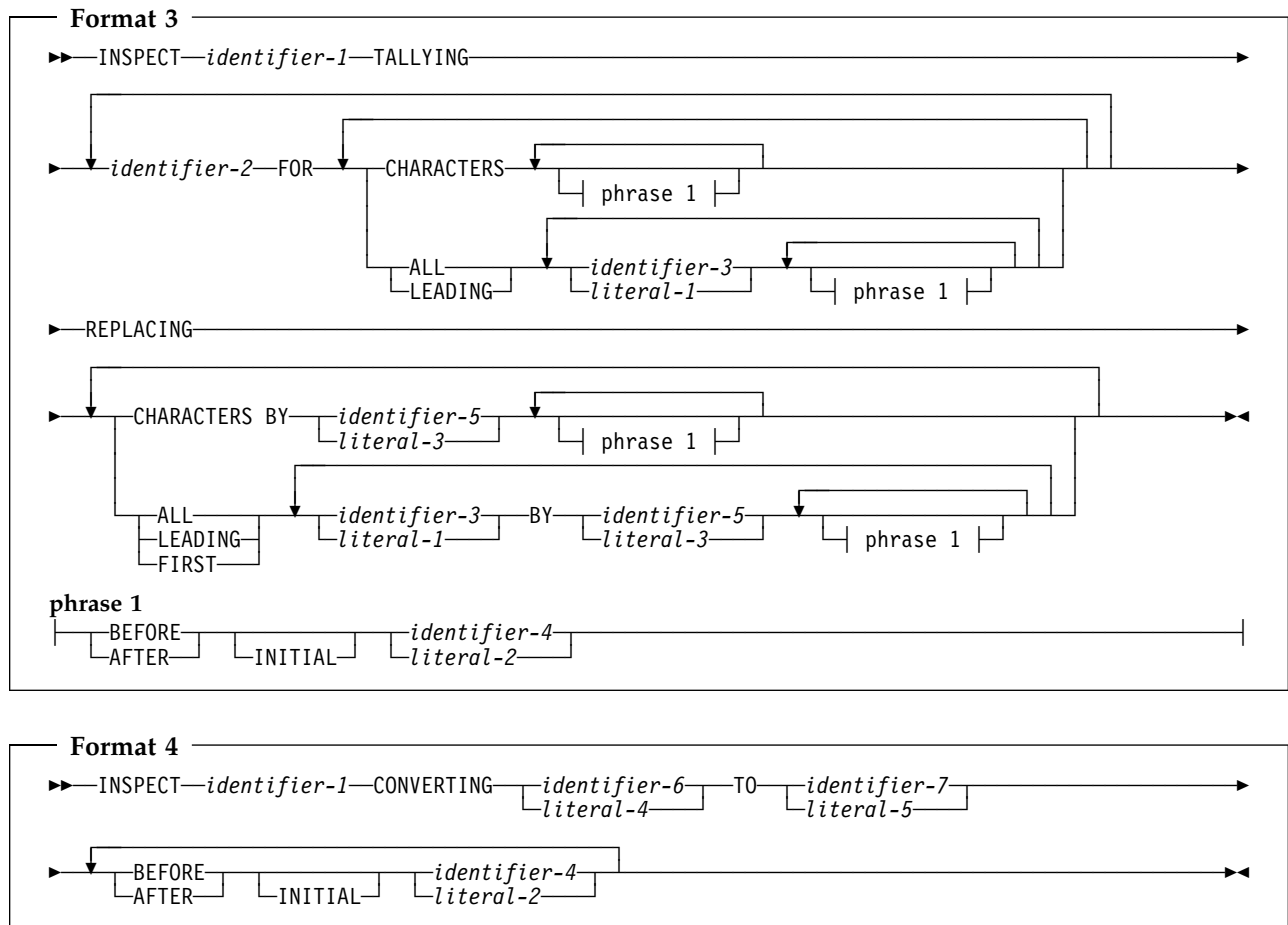 Format 3
INSPECT identifier-1 TALLYING
identifier-2 FOR CHARACTERS
phrase 1
ALL identifier-3
LEADING literal-1 phrase 1
REPLACING
CHARACTERS BY identifier-5
literal-3 phrase 1
ALL identifier-3 BY identifier-5
LEADING literal-1 literal-3 phrase 1
FIRST
phrase 1
BEFORE identifier-4
AFTER INITIAL literal-2
Format 4
INSPECT identifier-1 CONVERTING identifier-6 TO identifier-7
literal-4 literal-5
BEFORE identifier-4
AFTER INITIAL literal-2